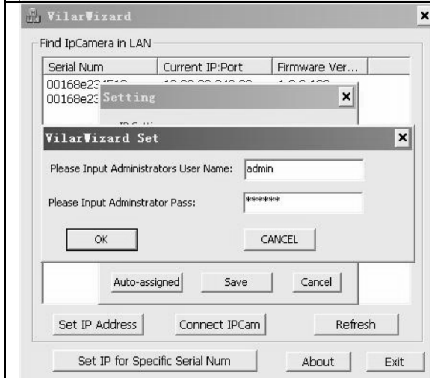 VilarWizard
Find IpCamera in LAN
Serial Num Current IP:Port Firmware Ver...
00168e2
00168e23
Setting
VilarWizard Set
Please Input Administrators User Name: admin
Please Input Adminstrator Pass: ******
OK CANCEL
Auto-assigned Save Cancel
Set IP Address Connect IPCam Refresh
Set IP for Specific Serial Num About Exit